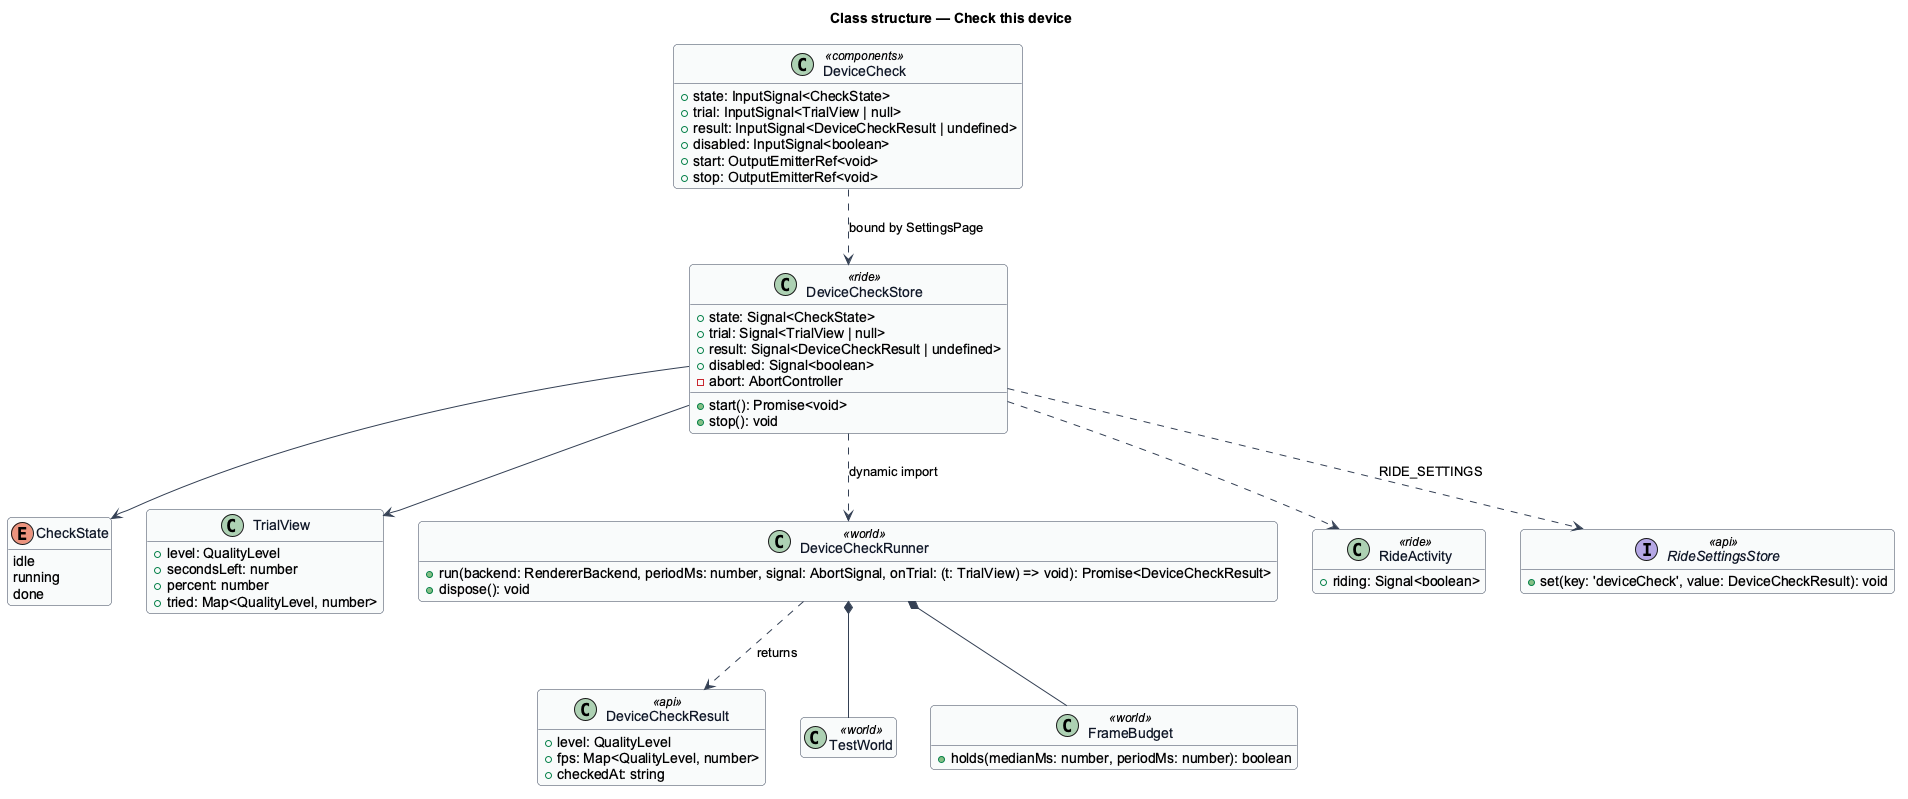 Class structure — Check this device
«components»
C DeviceCheck
state: InputSignal<CheckState>
trial: InputSignal<TrialView | null>
result: InputSignal<DeviceCheckResult | undefined>
disabled: InputSignal<boolean>
start: OutputEmitterRef<void>
stop: OutputEmitterRef<void>
bound by SettingsPage
«ride»
C DeviceCheckStore
state: Signal<CheckState>
trial: Signal<TrialView | null>
result: Signal<DeviceCheckResult | undefined>
disabled: Signal<boolean>
abort: AbortController
start(): Promise<void>
stop(): void
dynamic import
RIDE_SETTINGS
E CheckState
idle
running
done
C TrialView
level: QualityLevel
secondsLeft: number
percent: number
tried: Map<QualityLevel, number>
«world»
C DeviceCheckRunner
run(backend: RendererBackend, periodMs: number, signal: AbortSignal, onTrial: (t: TrialView) => void): Promise<DeviceCheckResult>
dispose(): void
«ride»
C RideActivity
riding: Signal<boolean>
«api»
I RideSettingsStore
set(key: 'deviceCheck', value: DeviceCheckResult): void
returns
«api»
C DeviceCheckResult
level: QualityLevel
fps: Map<QualityLevel, number>
checkedAt: string
«world»
C TestWorld
«world»
C FrameBudget
holds(medianMs: number, periodMs: number): boolean